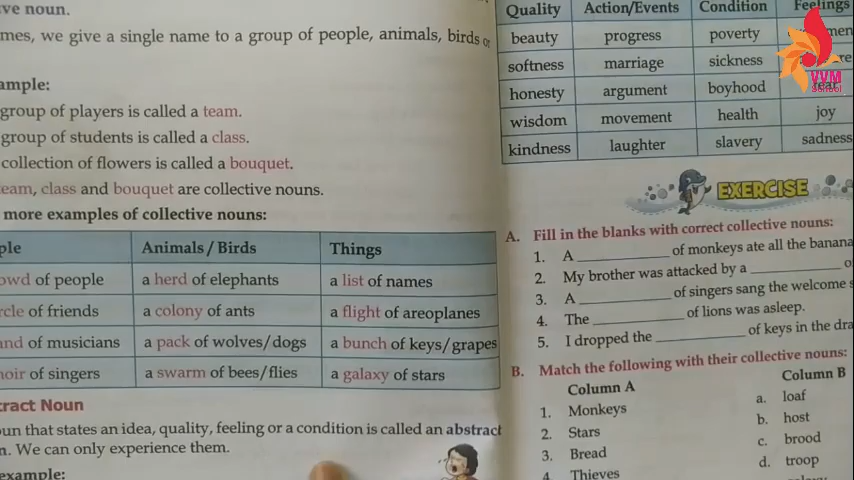 ve noun.
mes, we give a single name to a group of people, animals, birds or
ample:
group of players is called a team.
group of students is called a class.
collection of flowers is called a bouquet.
eam, class and bouquet are collective nouns.
more examples of collective nouns:
ple Animals / Birds Things
owd of people a herd of elephants a list of names
rcle of friends a colony of ants a flight of areoplanes
and of musicians a pack of wolves/dogs a bunch of keys/grapes
hoir of singers a swarm of bees/flies a galaxy of stars
tract Noun
oun that states an idea, quality, feeling or a condition is called an abstract
n. We can only experience them.
example:
Quality Action/Events Condition Feelings
beauty progress poverty
softness marriage sickness
honesty argument boyhood fear
wisdom movement health joy
kindness laughter slavery sadness
VVM
School
EXERCISE
A. Fill in the blanks with correct collective nouns:
1. A ____________ of monkeys ate all the banana
2. My brother was attacked by a ____________ o
3. A ____________ of singers sang the welcome s
4. The ____________ of lions was asleep.
5. I dropped the ____________ of keys in the dra
B. Match the following with their collective nouns:
Column A Column B
1. Monkeys a. loaf
2. Stars b. host
3. Bread c. brood
4. Thieves d. troop